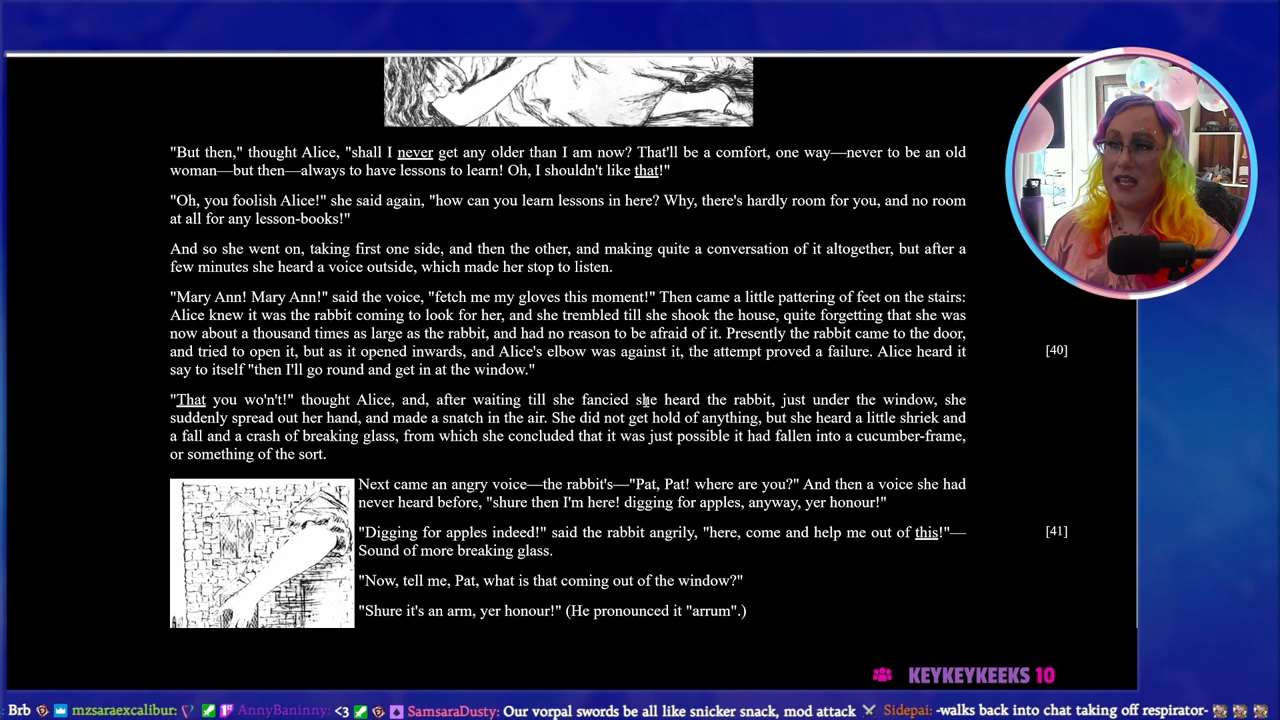 "But then," thought Alice, "shall I never get any older than I am now? That'll be a comfort, one way—never to be an old
woman—but then—always to have lessons to learn! Oh, I shouldn't like that!"
"Oh, you foolish Alice!" she said again, "how can you learn lessons in here? Why, there's hardly room for you, and no room
at all for any lesson-books!"
And so she went on, taking first one side, and then the other, and making quite a conversation of it altogether, but after a
few minutes she heard a voice outside, which made her stop to listen.
"Mary Ann! Mary Ann!" said the voice, "fetch me my gloves this moment!" Then came a little pattering of feet on the stairs:
Alice knew it was the rabbit coming to look for her, and she trembled till she shook the house, quite forgetting that she was
now about a thousand times as large as the rabbit, and had no reason to be afraid of it. Presently the rabbit came to the door,
and tried to open it, but as it opened inwards, and Alice's elbow was against it, the attempt proved a failure. Alice heard it
[40]
say to itself "then I'll go round and get in at the window."
"That you wo'n't!" thought Alice, and, after waiting till she fancied she heard the rabbit, just under the window, she
suddenly spread out her hand, and made a snatch in the air. She did not get hold of anything, but she heard a little shriek and
a fall and a crash of breaking glass, from which she concluded that it was just possible it had fallen into a cucumber-frame,
or something of the sort.
Next came an angry voice—the rabbit's—"Pat, Pat! where are you?" And then a voice she had
never heard before, "shure then I'm here! digging for apples, anyway, yer honour!"
"Digging for apples indeed!" said the rabbit angrily, "here, come and help me out of this!"—
[41]
Sound of more breaking glass.
"Now, tell me, Pat, what is that coming out of the window?"
"Shure it's an arm, yer honour!" (He pronounced it "arrum".)
KEYKEYKEEKS 10
: Brb mzsaraexcalibur: AnnyBaninny: <3 SamsaraDusty: Our vorpal swords be all like snicker snack, mod attack Sidepai: -walks back into chat taking off respirator-